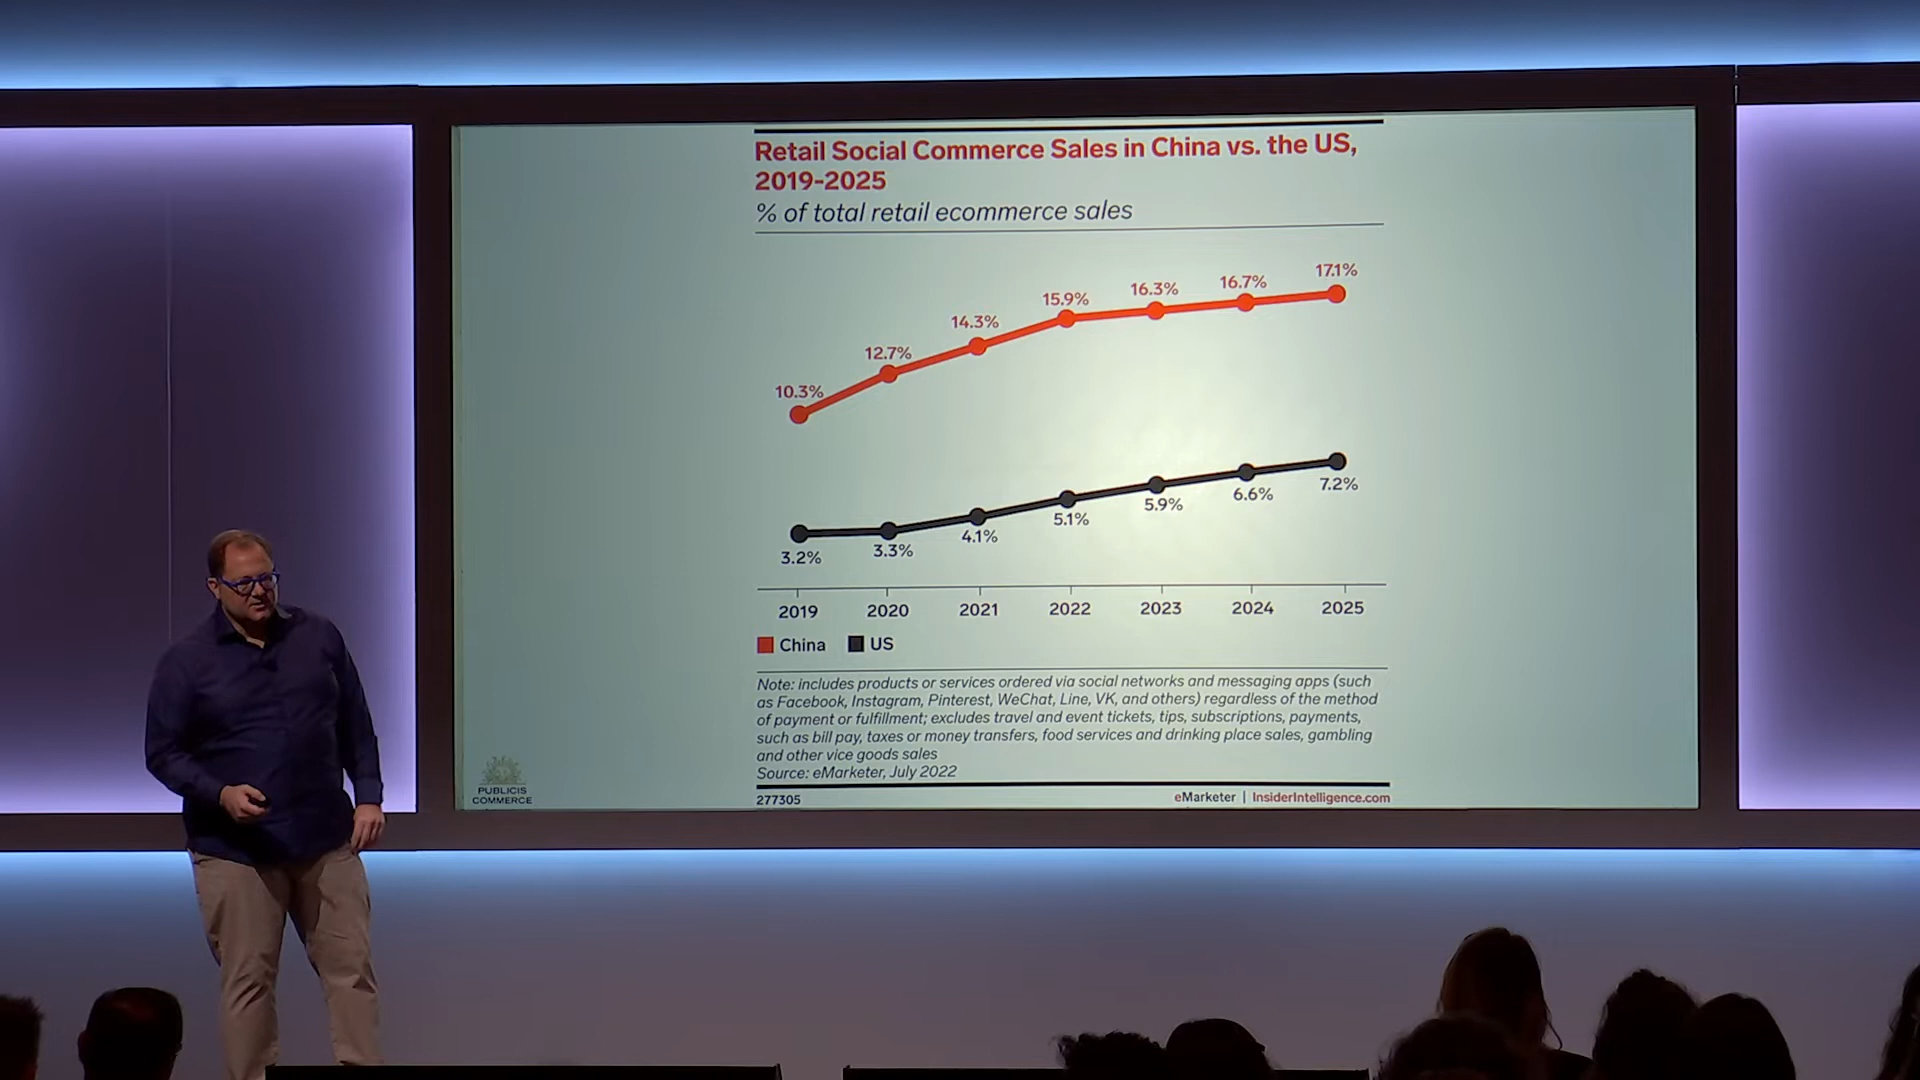 Retail Social Commerce Sales in China vs. the US,
2019-2025
% of total retail ecommerce sales
17.1%
16.7%
16.3%
15.9%
14.3%
12.7%
10.3%
7.2%
6.6%
5.9%
5.1%
4.1%
3.3%
3.2%
2019 2020 2021 2022 2023 2024 2025
China US
Note: includes products or services ordered via social networks and messaging apps (such
as Facebook, Instagram, Pinterest, WeChat, Line, VK, and others) regardless of the method
of payment or fulfillment; excludes travel and event tickets, tips, subscriptions, payments,
such as bill pay, taxes or money transfers, food services and drinking place sales, gambling
and other vice goods sales
Source: eMarketer, July 2022
277305 eMarketer | InsiderIntelligence.com
PUBLICIS
COMMERCE